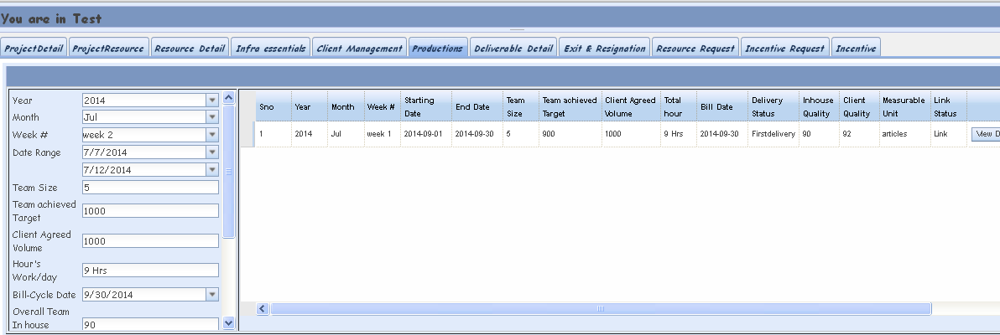 You are in Test
ProjectDetail ProjectResource Resource Detail Infra essentials Client Management Productions Deliverable Detail Exit & Resignation Resource Request Incentive Request Incentive
Year 2014
Month Jul
Week # week 2
Date Range 7/7/2014
7/12/2014
Team Size 5
Team achieved
Target 1000
Client Agreed
Volume 1000
Hour's
Work/day 9 Hrs
Bill-Cycle Date 9/30/2014
Overall Team
In house 90
Starting Team Team achieved Client Agreed Total Delivery Inhouse Client Measurable Link
Sno Year Month Week # End Date Bill Date
Date Size Target Volume hour Status Quality Quality Unit Status
1 2014 Jul week 1 2014-09-01 2014-09-30 5 900 1000 9 Hrs 2014-09-30 Firstdelivery 90 92 articles Link View D